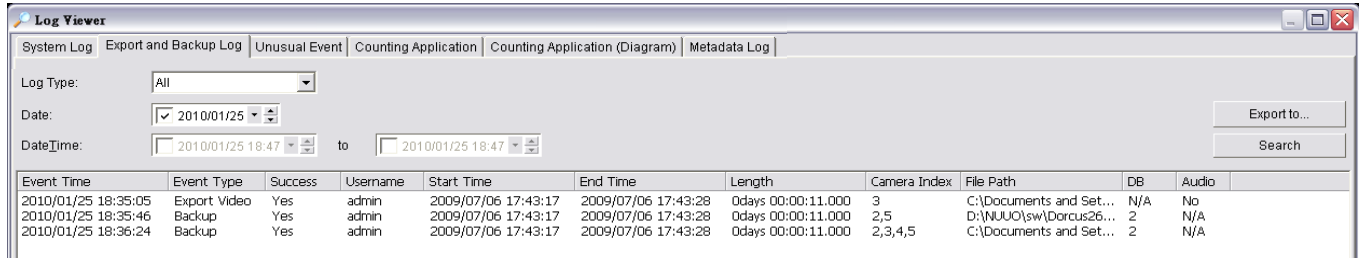 Log Viewer
System Log Export and Backup Log Unusual Event Counting Application Counting Application (Diagram) Metadata Log
Log Type: All
Date: 2010/01/25 Export to...
DateTime: 2010/01/25 18:47 to 2010/01/25 18:47 Search
Event Time Event Type Success Username Start Time End Time Length Camera Index File Path DB Audio
2010/01/25 18:35:05 Export Video Yes admin 2009/07/06 17:43:17 2009/07/06 17:43:28 0days 00:00:11.000 3 C:\Documents and Set... N/A No
2010/01/25 18:35:46 Backup Yes admin 2009/07/06 17:43:17 2009/07/06 17:43:28 0days 00:00:11.000 2,5 D:\NUUO\sw\Dorcus26... 2 N/A
2010/01/25 18:36:24 Backup Yes admin 2009/07/06 17:43:17 2009/07/06 17:43:28 0days 00:00:11.000 2,3,4,5 C:\Documents and Set... 2 N/A